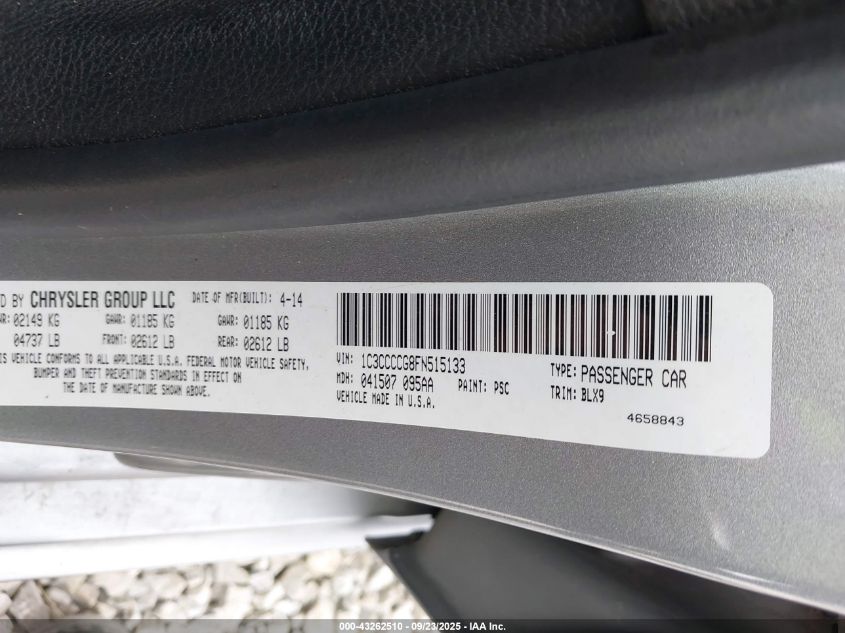 D BY CHRYSLER GROUP LLC DATE OF MFR(BUILT): 4-14
R: 02149 KG GAWR: 01185 KG GAWR: 01185 KG
04737 LB FRONT: 02612 LB REAR: 02612 LB
IS VEHICLE CONFORMS TO ALL APPLICABLE U.S.A. FEDERAL MOTOR VEHICLE SAFETY,
BUMPER AND THEFT PREVENTION STANDARDS IN EFFECT ON
THE DATE OF MANUFACTURE SHOWN ABOVE.
VIN: 1C3CCCCG8FN515133
MDH: 041507 095AA PAINT: PSC
VEHICLE MADE IN U.S.A.
TYPE: PASSENGER CAR
TRIM: BLX9
4658843
000-43262510 - 09/23/2025 - IAA Inc.